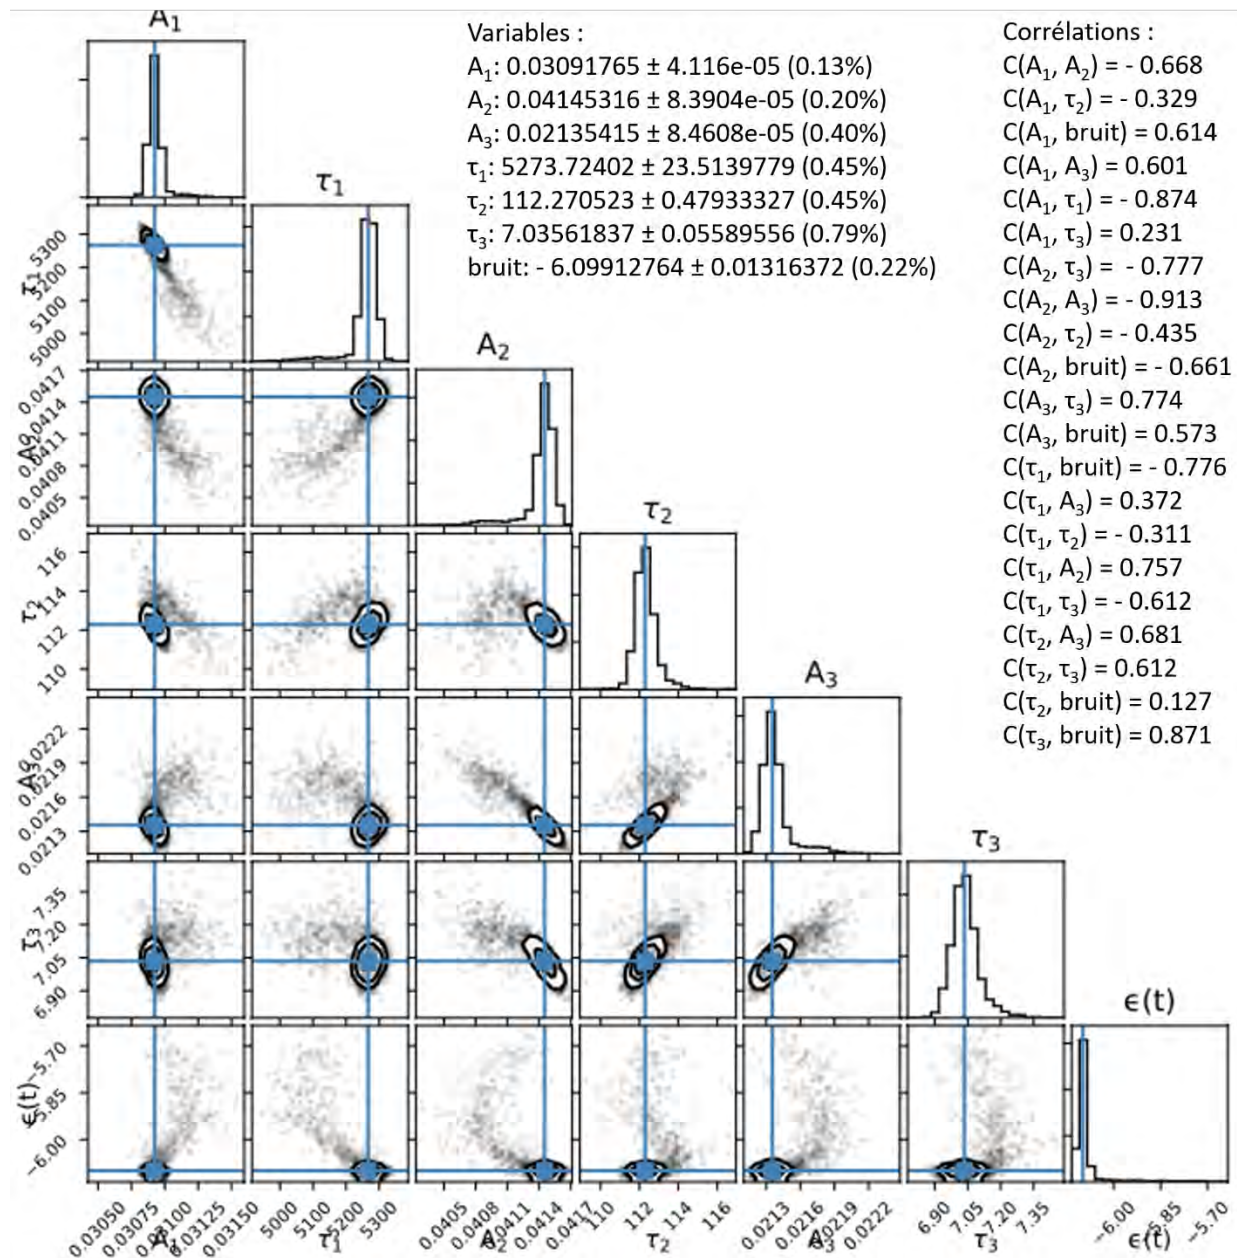 A₁
Variables :
A₁: 0.03091765 ± 4.116e-05 (0.13%)
A₂: 0.04145316 ± 8.3904e-05 (0.20%)
A₃: 0.02135415 ± 8.4608e-05 (0.40%)
τ₁: 5273.72402 ± 23.5139779 (0.45%)
τ₂: 112.270523 ± 0.47933327 (0.45%)
τ₃: 7.03561837 ± 0.05589556 (0.79%)
bruit: - 6.09912764 ± 0.01316372 (0.22%)
Corrélations :
C(A₁, A₂) = - 0.668
C(A₁, τ₂) = - 0.329
C(A₁, bruit) = 0.614
C(A₁, A₃) = 0.601
C(A₁, τ₁) = - 0.874
C(A₁, τ₃) = 0.231
C(A₂, τ₃) = - 0.777
C(A₂, A₃) = - 0.913
C(A₂, τ₂) = - 0.435
C(A₂, bruit) = - 0.661
C(A₃, τ₃) = 0.774
C(A₃, bruit) = 0.573
C(τ₁, bruit) = - 0.776
C(τ₁, A₃) = 0.372
C(τ₁, τ₂) = - 0.311
C(τ₁, A₂) = 0.757
C(τ₁, τ₃) = - 0.612
C(τ₂, A₃) = 0.681
C(τ₂, τ₃) = 0.612
C(τ₂, bruit) = 0.127
C(τ₃, bruit) = 0.871
τ₁
τ₁ 5300 5200 5100 5000
A₂
0.0417 0.0414 0.0411 0.0408 0.0405
τ₂
116 114 112 110
A₃
A₃ 0.0222 0.0219 0.0216 0.0213
τ₃
τ₃ 7.35 7.20 7.05 6.90
ϵ(t)
ϵ(t) −5.70 −5.85 −6.00
0.03050 0.03075 0.03100 0.03125 0.03150 5000 5100 5200 5300 0.0405 0.0408 0.0411 0.0414 0.0417 110 112 114 116 0.0213 0.0216 0.0219 0.0222 6.90 7.05 7.20 7.35 −6.00 −5.85 −5.70
A₁ τ₁ A₂ τ₂ A₃ τ₃ ϵ(t)